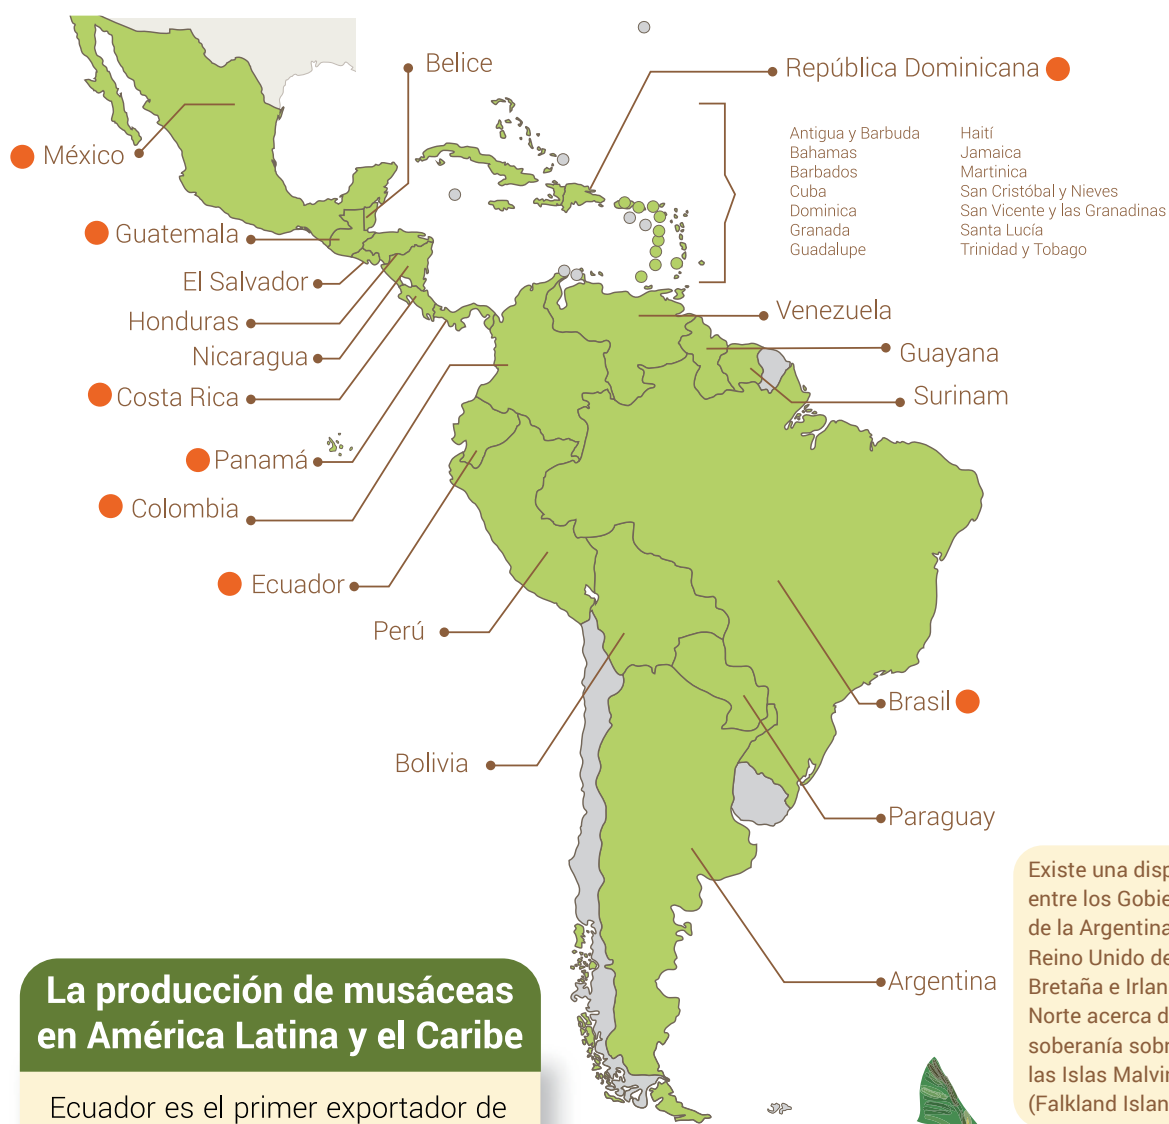 Belice
República Dominicana
Antigua y Barbuda
Bahamas
Barbados
Cuba
Dominica
Granada
Guadalupe
Haití
Jamaica
Martinica
San Cristóbal y Nieves
San Vicente y las Granadinas
Santa Lucía
Trinidad y Tobago
México
Guatemala
El Salvador
Honduras
Nicaragua
Costa Rica
Panamá
Colombia
Ecuador
Perú
Bolivia
Venezuela
Guayana
Surinam
Brasil
Paraguay
Argentina
Existe una disp
entre los Gobie
de la Argentina
Reino Unido de
Bretaña e Irlan
Norte acerca d
soberanía sobr
las Islas Malvin
(Falkland Islan
La producción de musáceas
en América Latina y el Caribe
Ecuador es el primer exportador de